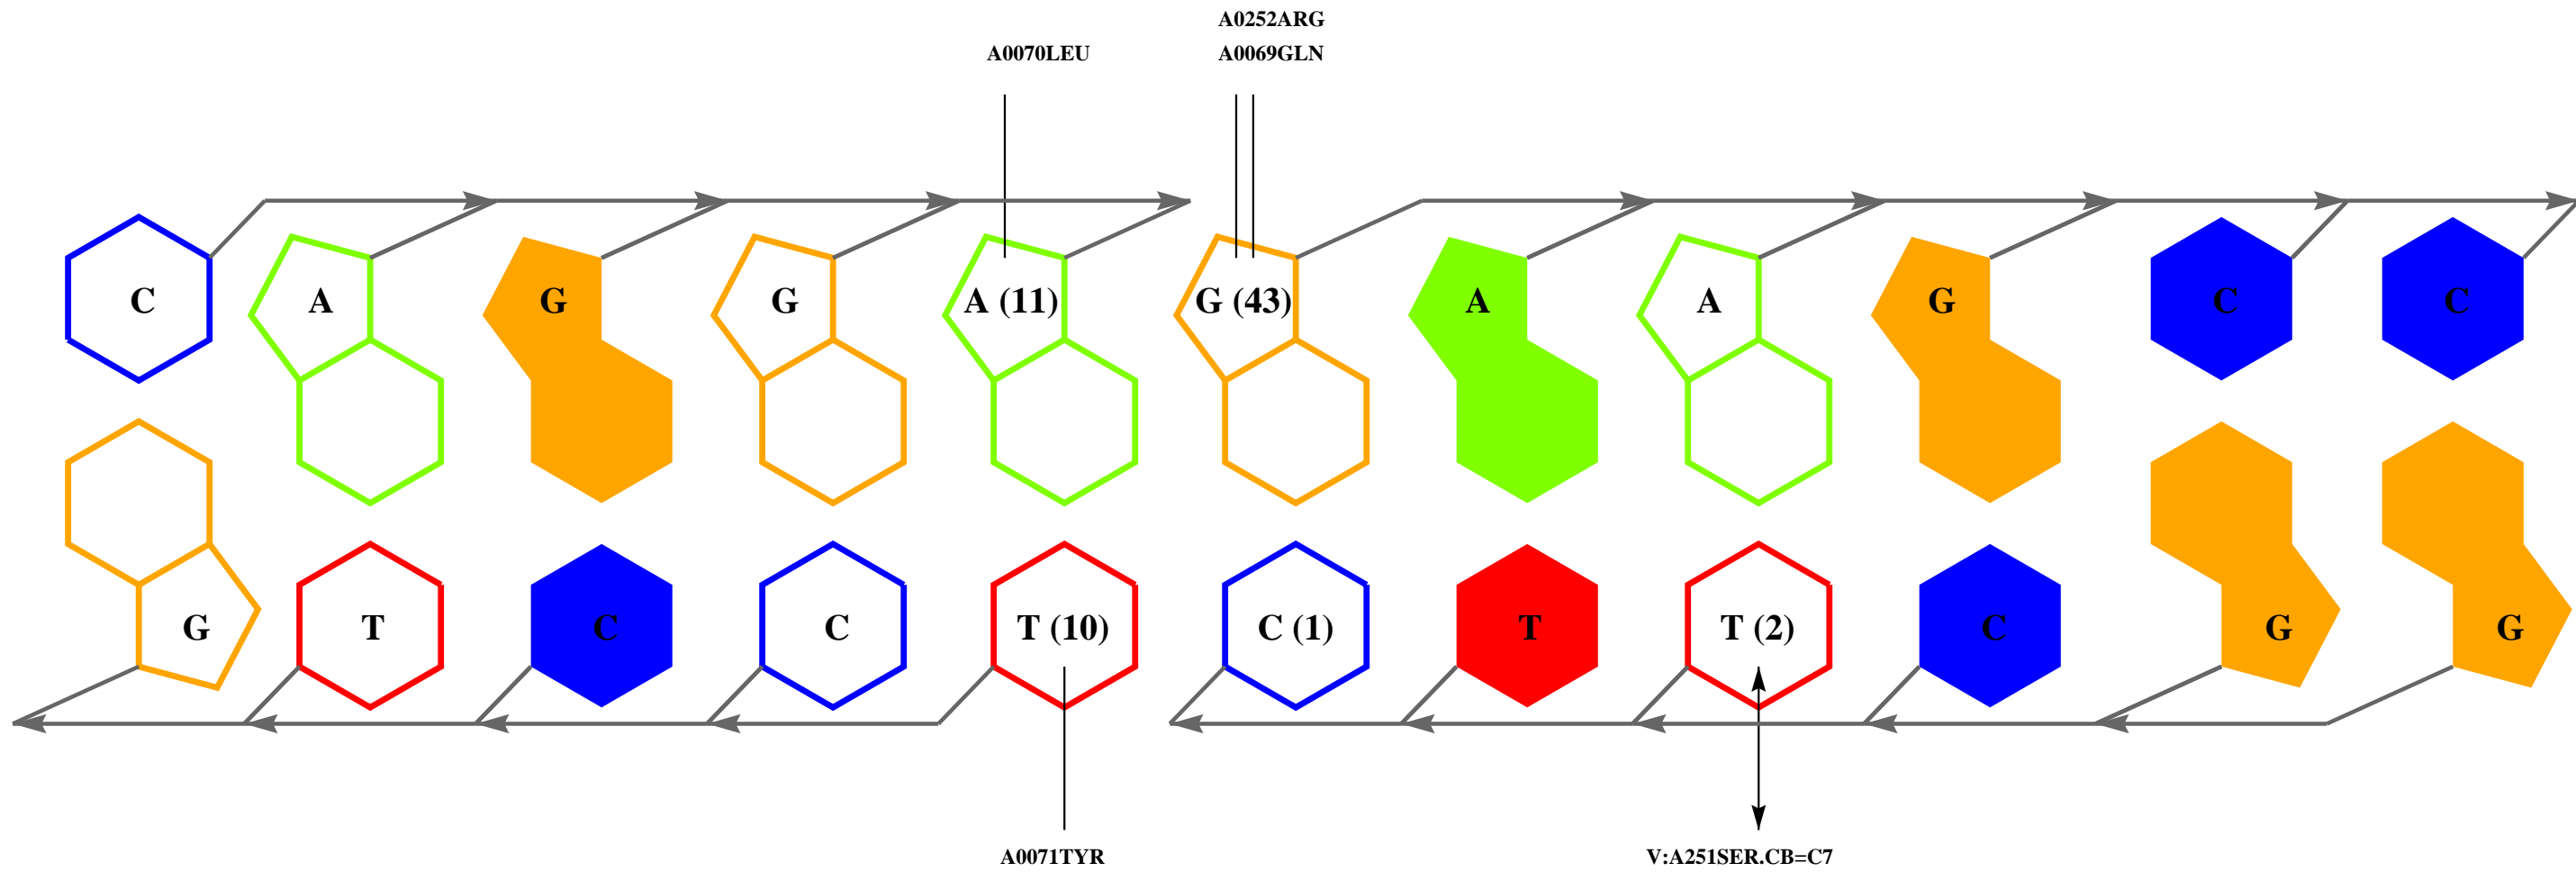 A0252ARG
A0070LEU A0069GLN
C A G G A (11) G (43) A A G C C
G T C C T (10) C (1) T T (2) C G G
A0071TYR V:A251SER.CB=C7